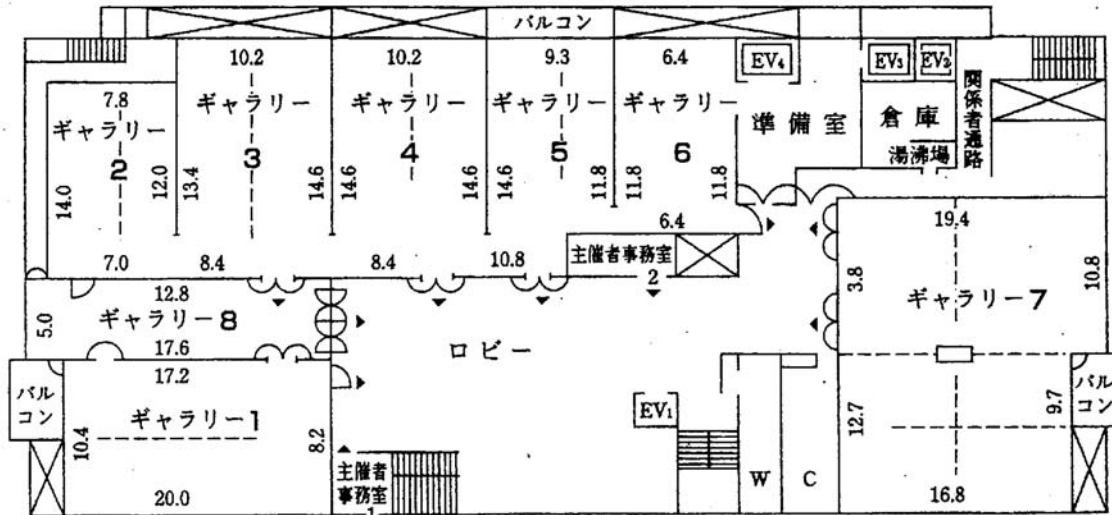 バルコン
10.2
10.2
9.3
6.4
EV4
EV3
EV2
7.8
ギャラリー
2
ギャラリー
3
ギャラリー
4
ギャラリー
5
ギャラリー
6
準備室
倉庫
湯沸場
関係者通路
14.0
12.0
13.4
14.6
14.6
14.6
14.6
11.8
11.8
11.8
6.4
7.0
8.4
8.4
10.8
主催者事務室
2
19.4
3.8
10.8
ギャラリー7
12.8
5.0
ギャラリー8
17.6
ロビー
バル
コン
17.2
ギャラリー1
10.4
8.2
20.0
主催者
事務室
1
EV1
W
C
12.7
9.7
16.8
バル
コン